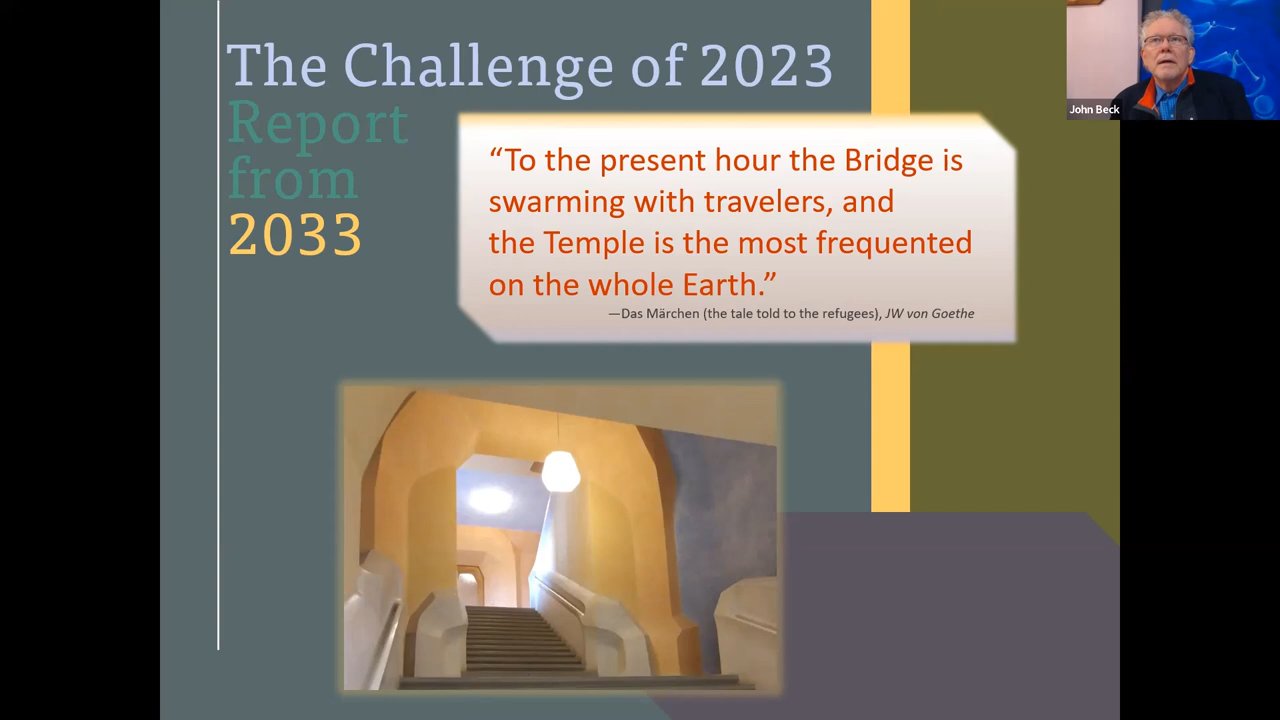 The Challenge of 2023
Report
from
2033
“To the present hour the Bridge is
swarming with travelers, and
the Temple is the most frequented
on the whole Earth.”
—Das Märchen (the tale told to the refugees), JW von Goethe
John Beck